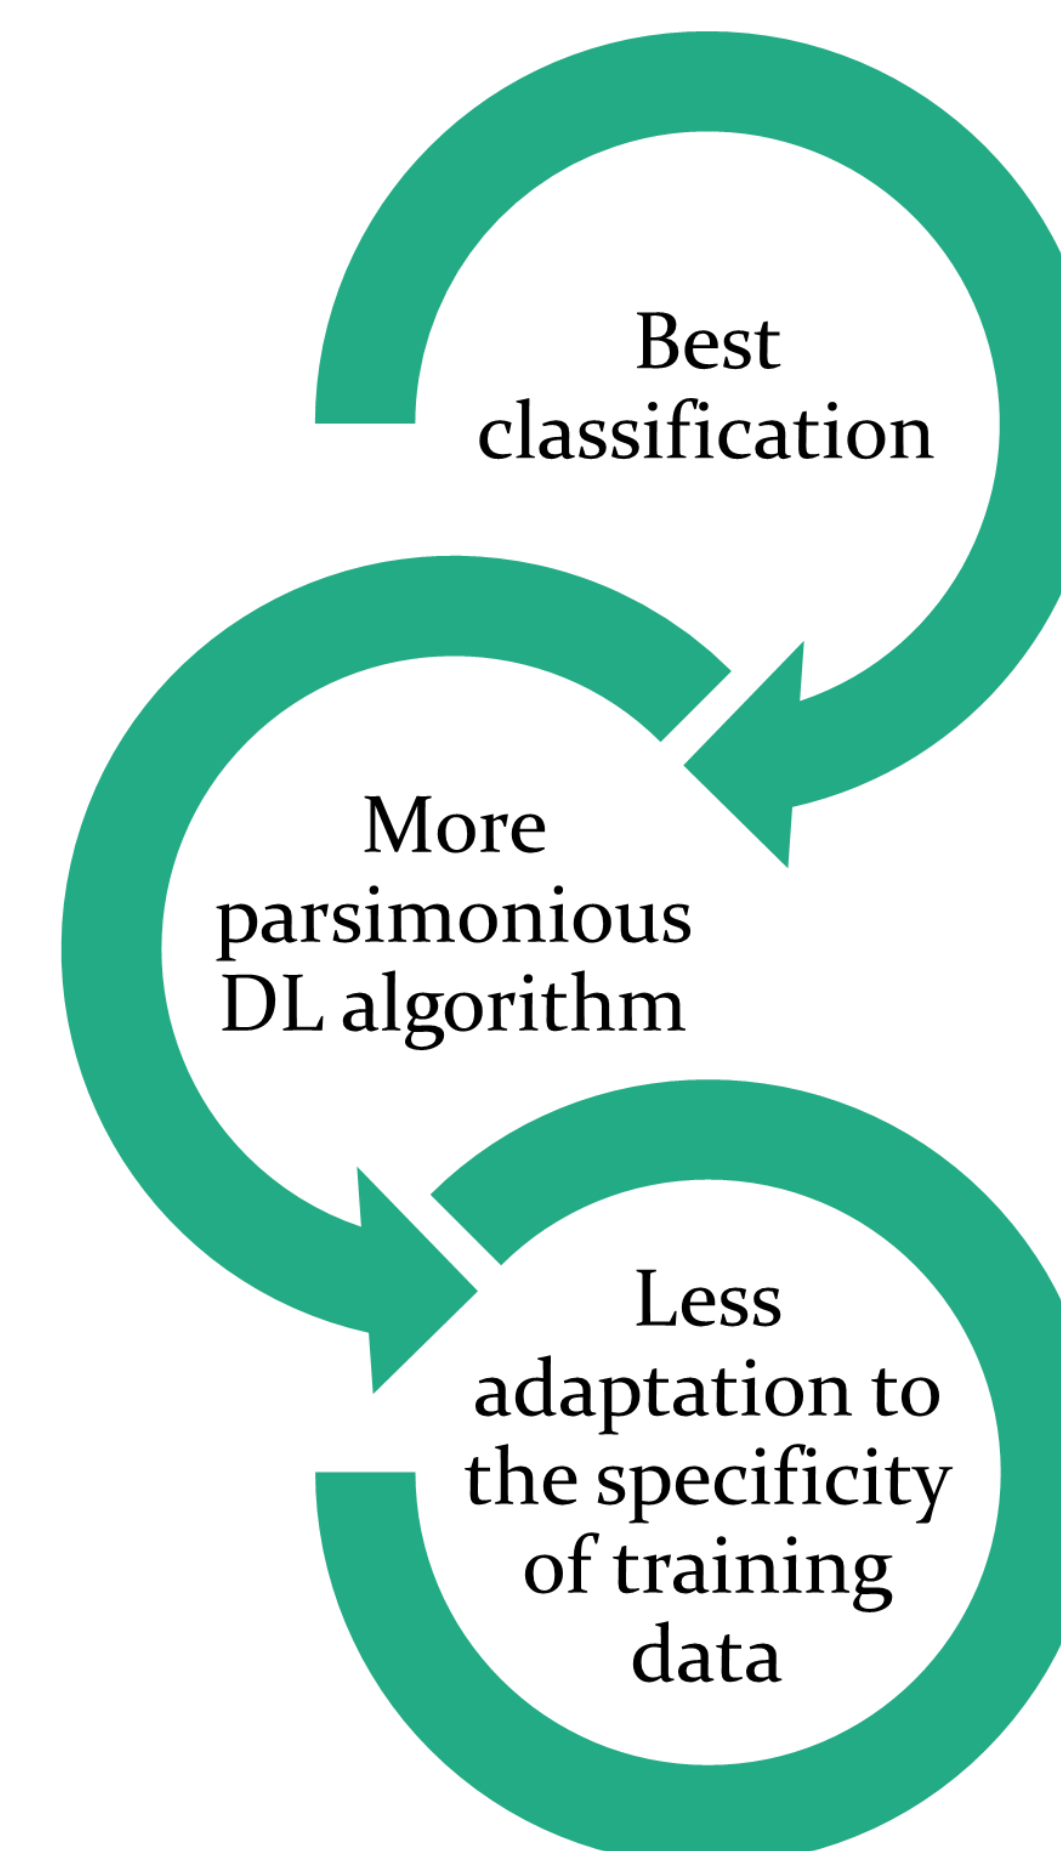 Best
classification
More
parsimonious
DL algorithm
Less
adaptation to
the specificity
of training
data